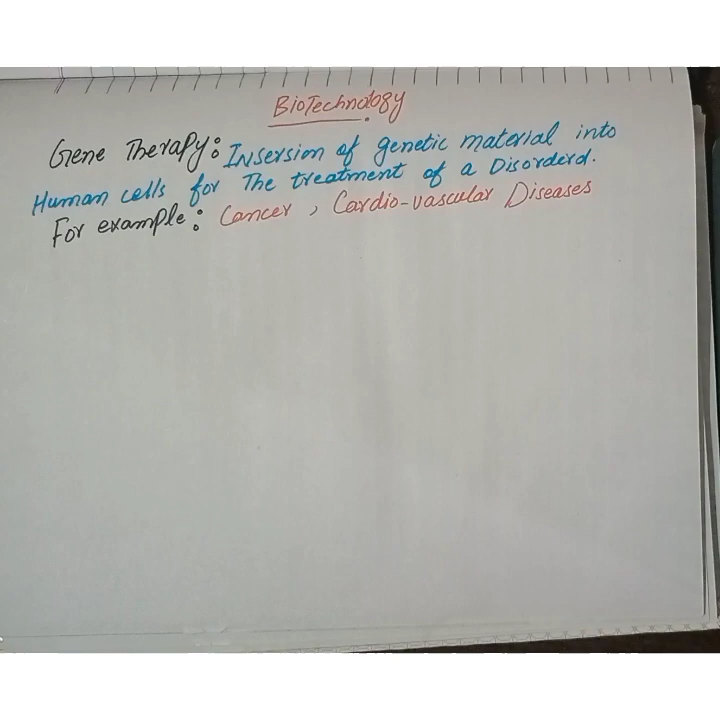 BioTechnology
Gene Therapy: Insersion of genetic material into
Human cells for The treatment of a Disorderd.
For example: Cancer, Cardio-vascular Diseases